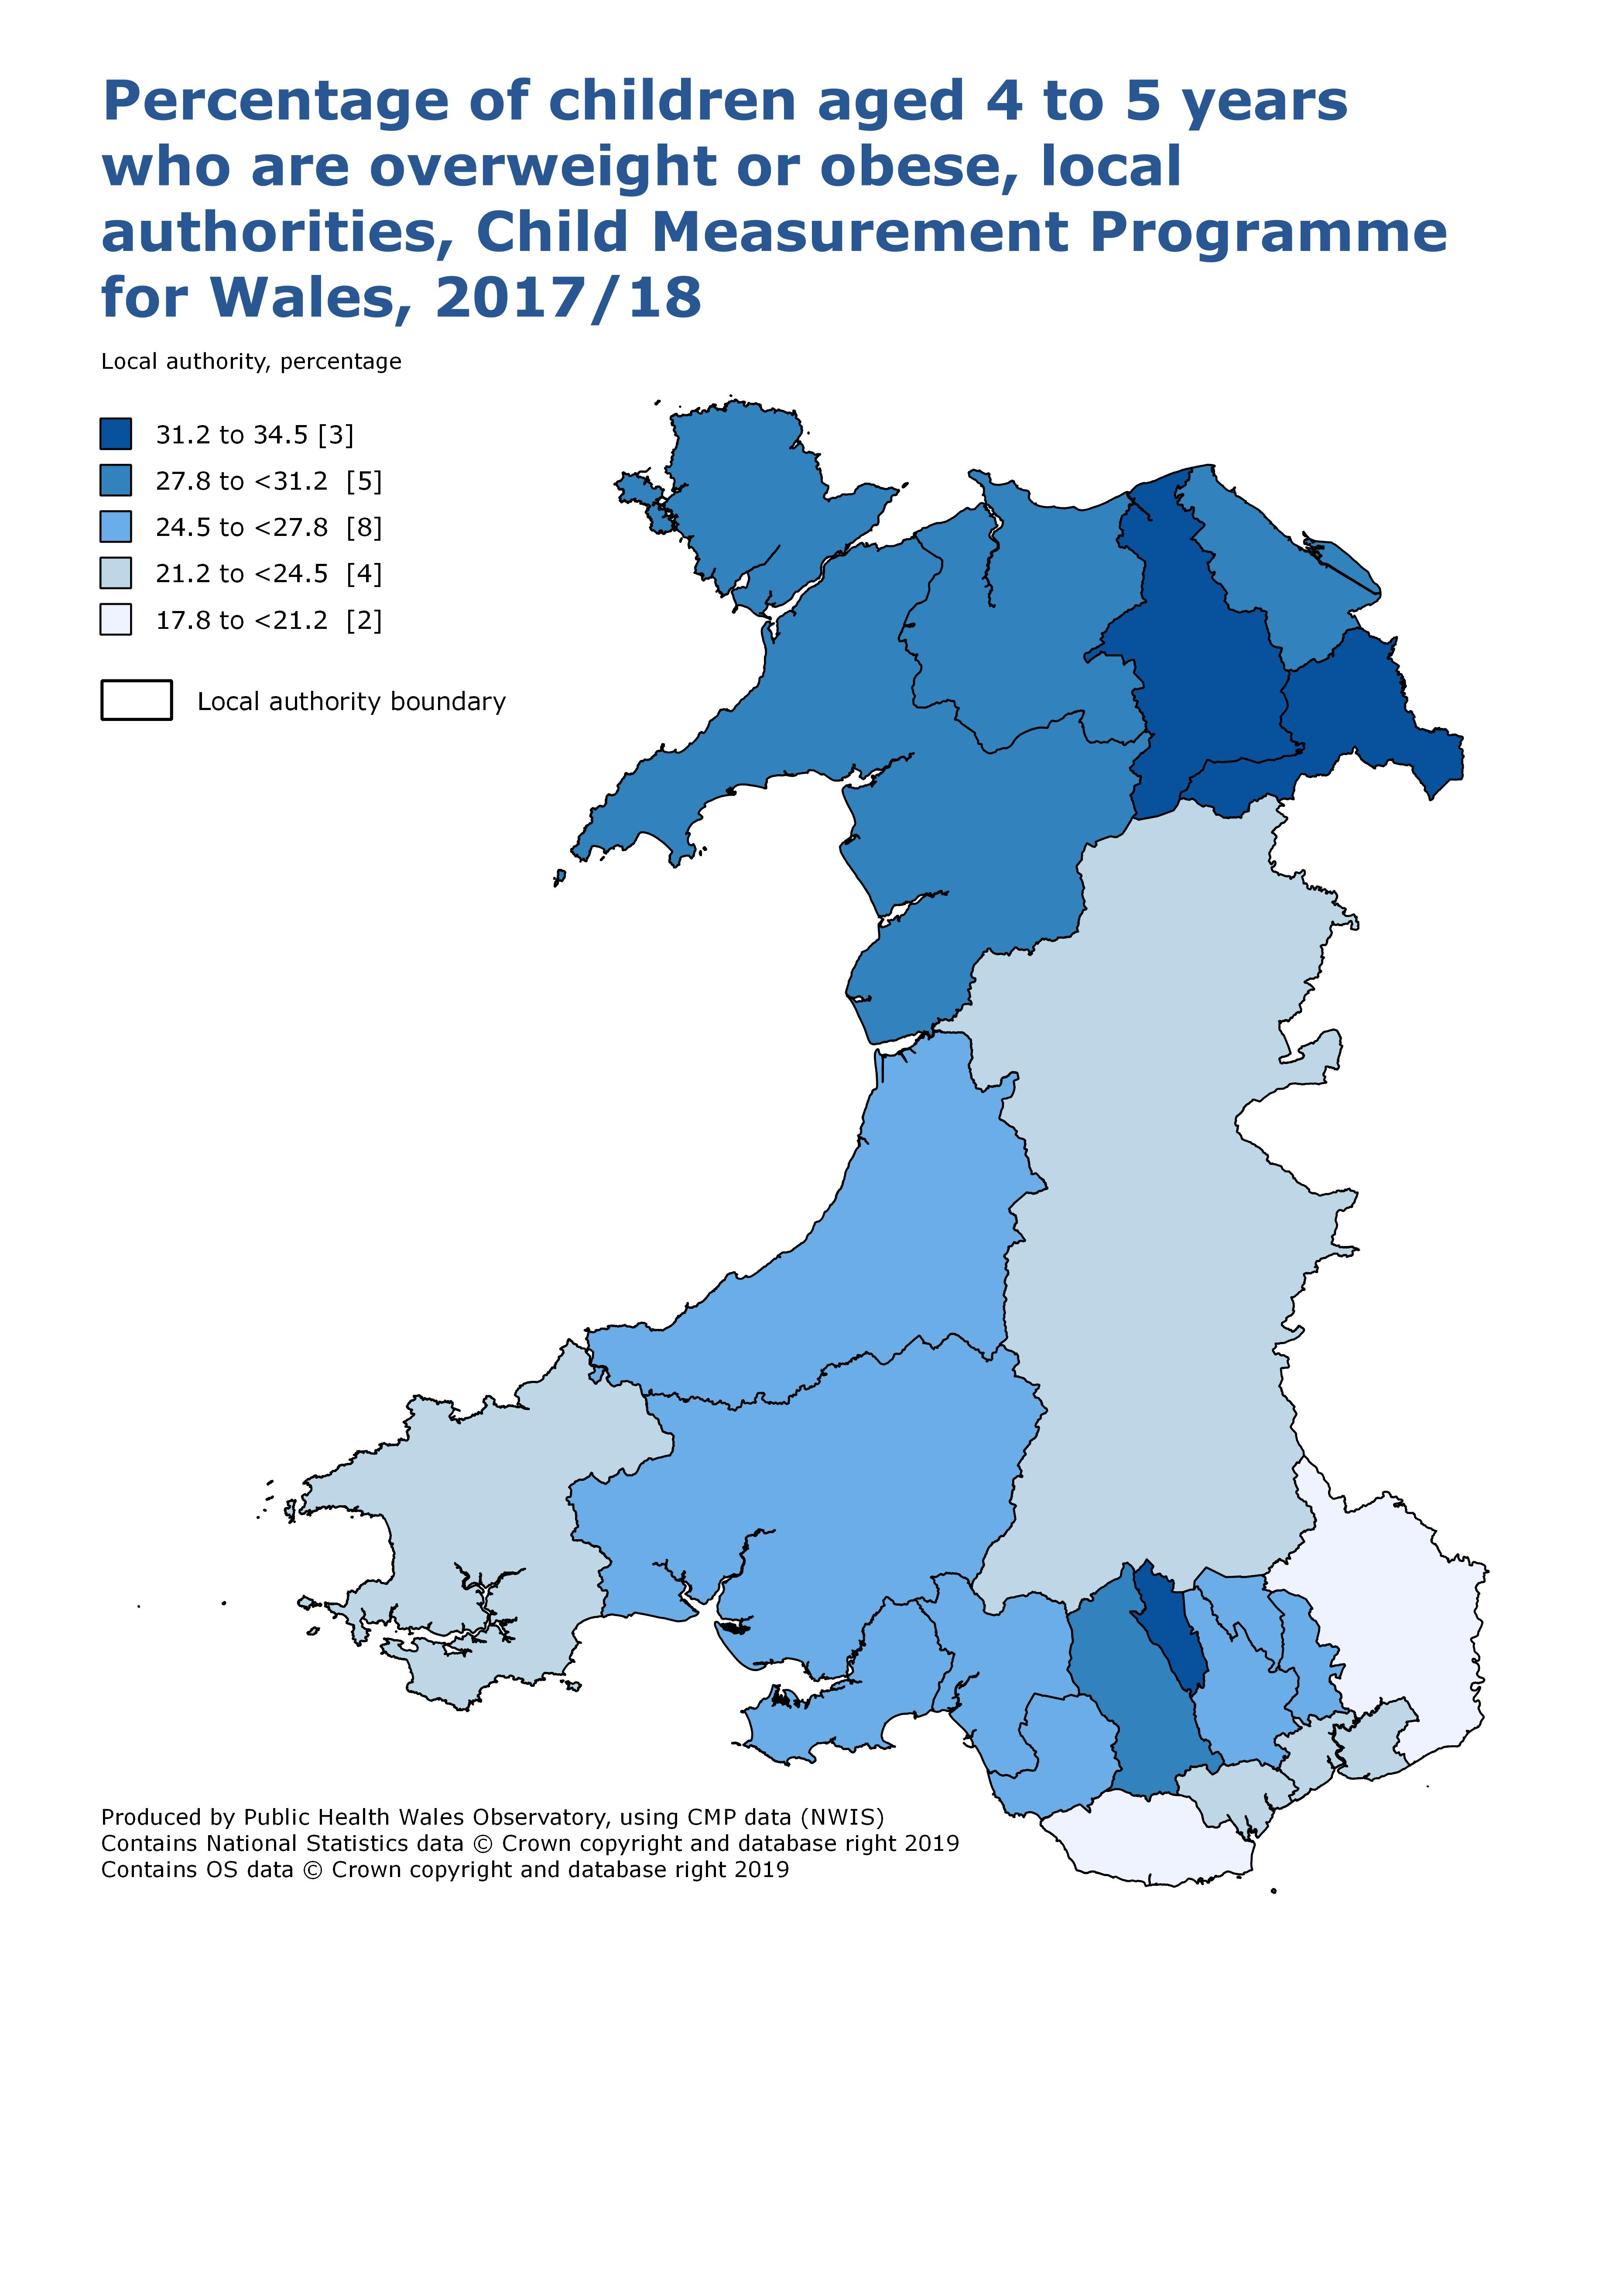 Percentage of children aged 4 to 5 years
who are overweight or obese, local
authorities, Child Measurement Programme
for Wales, 2017/18
Local authority, percentage
31.2 to 34.5 [3]
27.8 to <31.2 [5]
24.5 to <27.8 [8]
21.2 to <24.5 [4]
17.8 to <21.2 [2]
Local authority boundary
Produced by Public Health Wales Observatory, using CMP data (NWIS)
Contains National Statistics data © Crown copyright and database right 2019
Contains OS data © Crown copyright and database right 2019